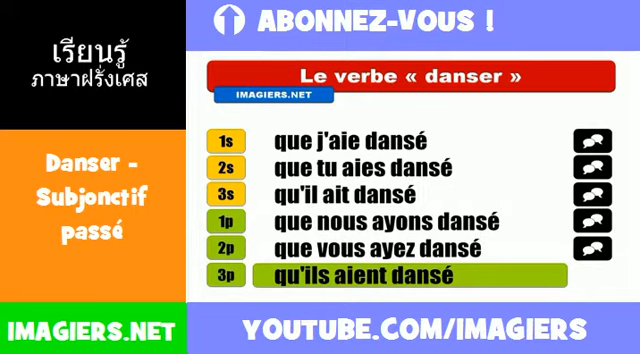 เรียนรู้
ภาษาฝรั่งเศส
Danser -
Subjonctif
passé
IMAGIERS.NET
ABONNEZ-VOUS !
Le verbe « danser »
IMAGIERS.NET
1s que j'aie dansé
2s que tu aies dansé
3s qu'il ait dansé
1p que nous ayons dansé
2p que vous ayez dansé
3p qu'ils aient dansé
YOUTUBE.COM/IMAGIERS